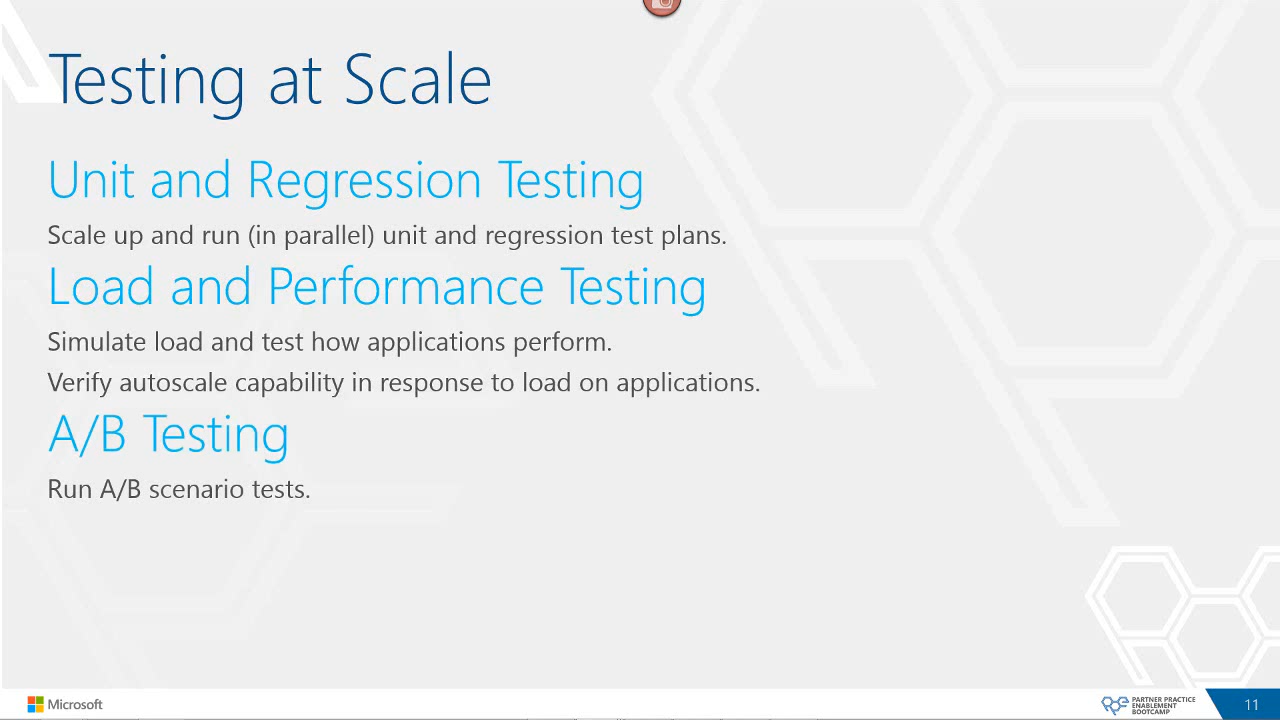 Testing at Scale
Unit and Regression Testing
Scale up and run (in parallel) unit and regression test plans.
Load and Performance Testing
Simulate load and test how applications perform.
Verify autoscale capability in response to load on applications.
A/B Testing
Run A/B scenario tests.
Microsoft
PARTNER PRACTICE
ENABLEMENT
BOOTCAMP
11